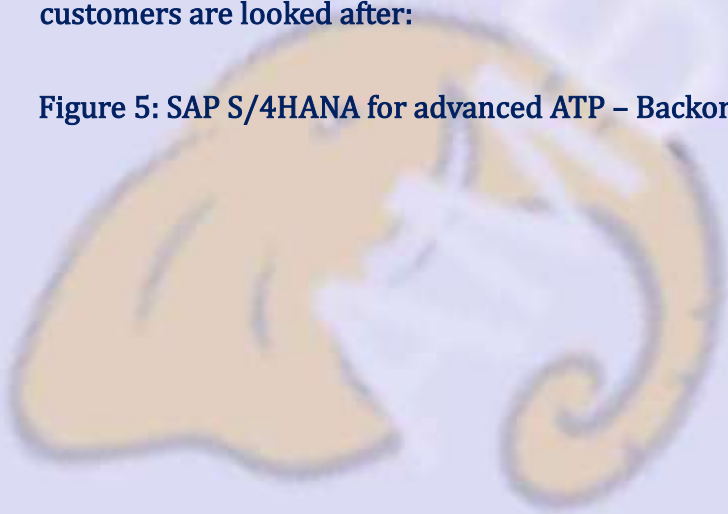 customers are looked after:
Figure 5: SAP S/4HANA for advanced ATP – Backor